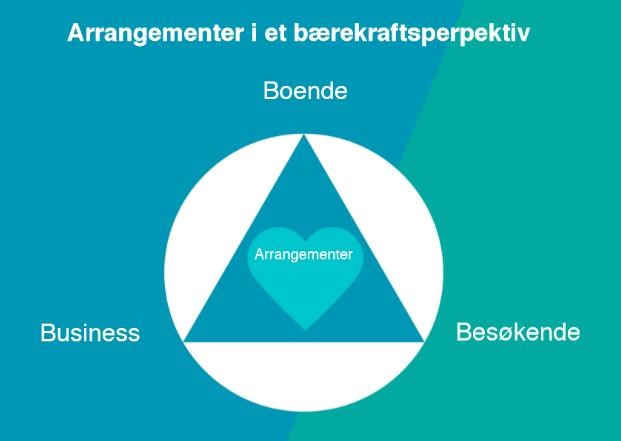 Arrangementer i et bærekraftsperpektiv
Boende
Arrangementer
Business
Besøkende